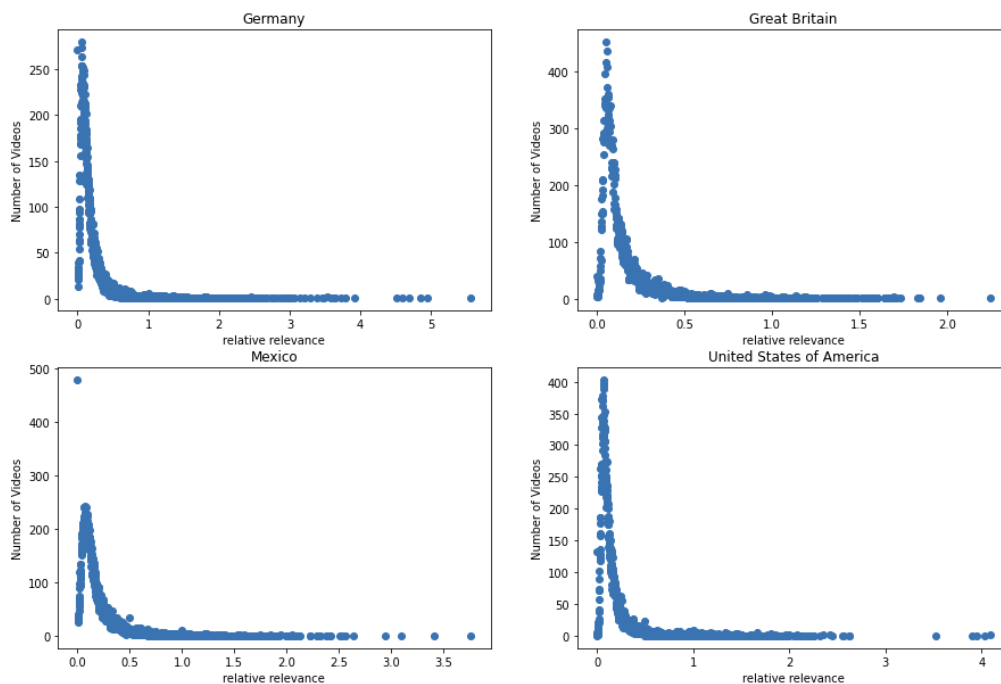 Germany
Number of Videos
250
200
150
100
50
0
0 1 2 3 4 5
relative relevance
Great Britain
Number of Videos
400
300
200
100
0
0.0 0.5 1.0 1.5 2.0
relative relevance
Mexico
Number of Videos
500
400
300
200
100
0
0.0 0.5 1.0 1.5 2.0 2.5 3.0 3.5
relative relevance
United States of America
Number of Videos
400
350
300
250
200
150
100
50
0
0 1 2 3 4
relative relevance